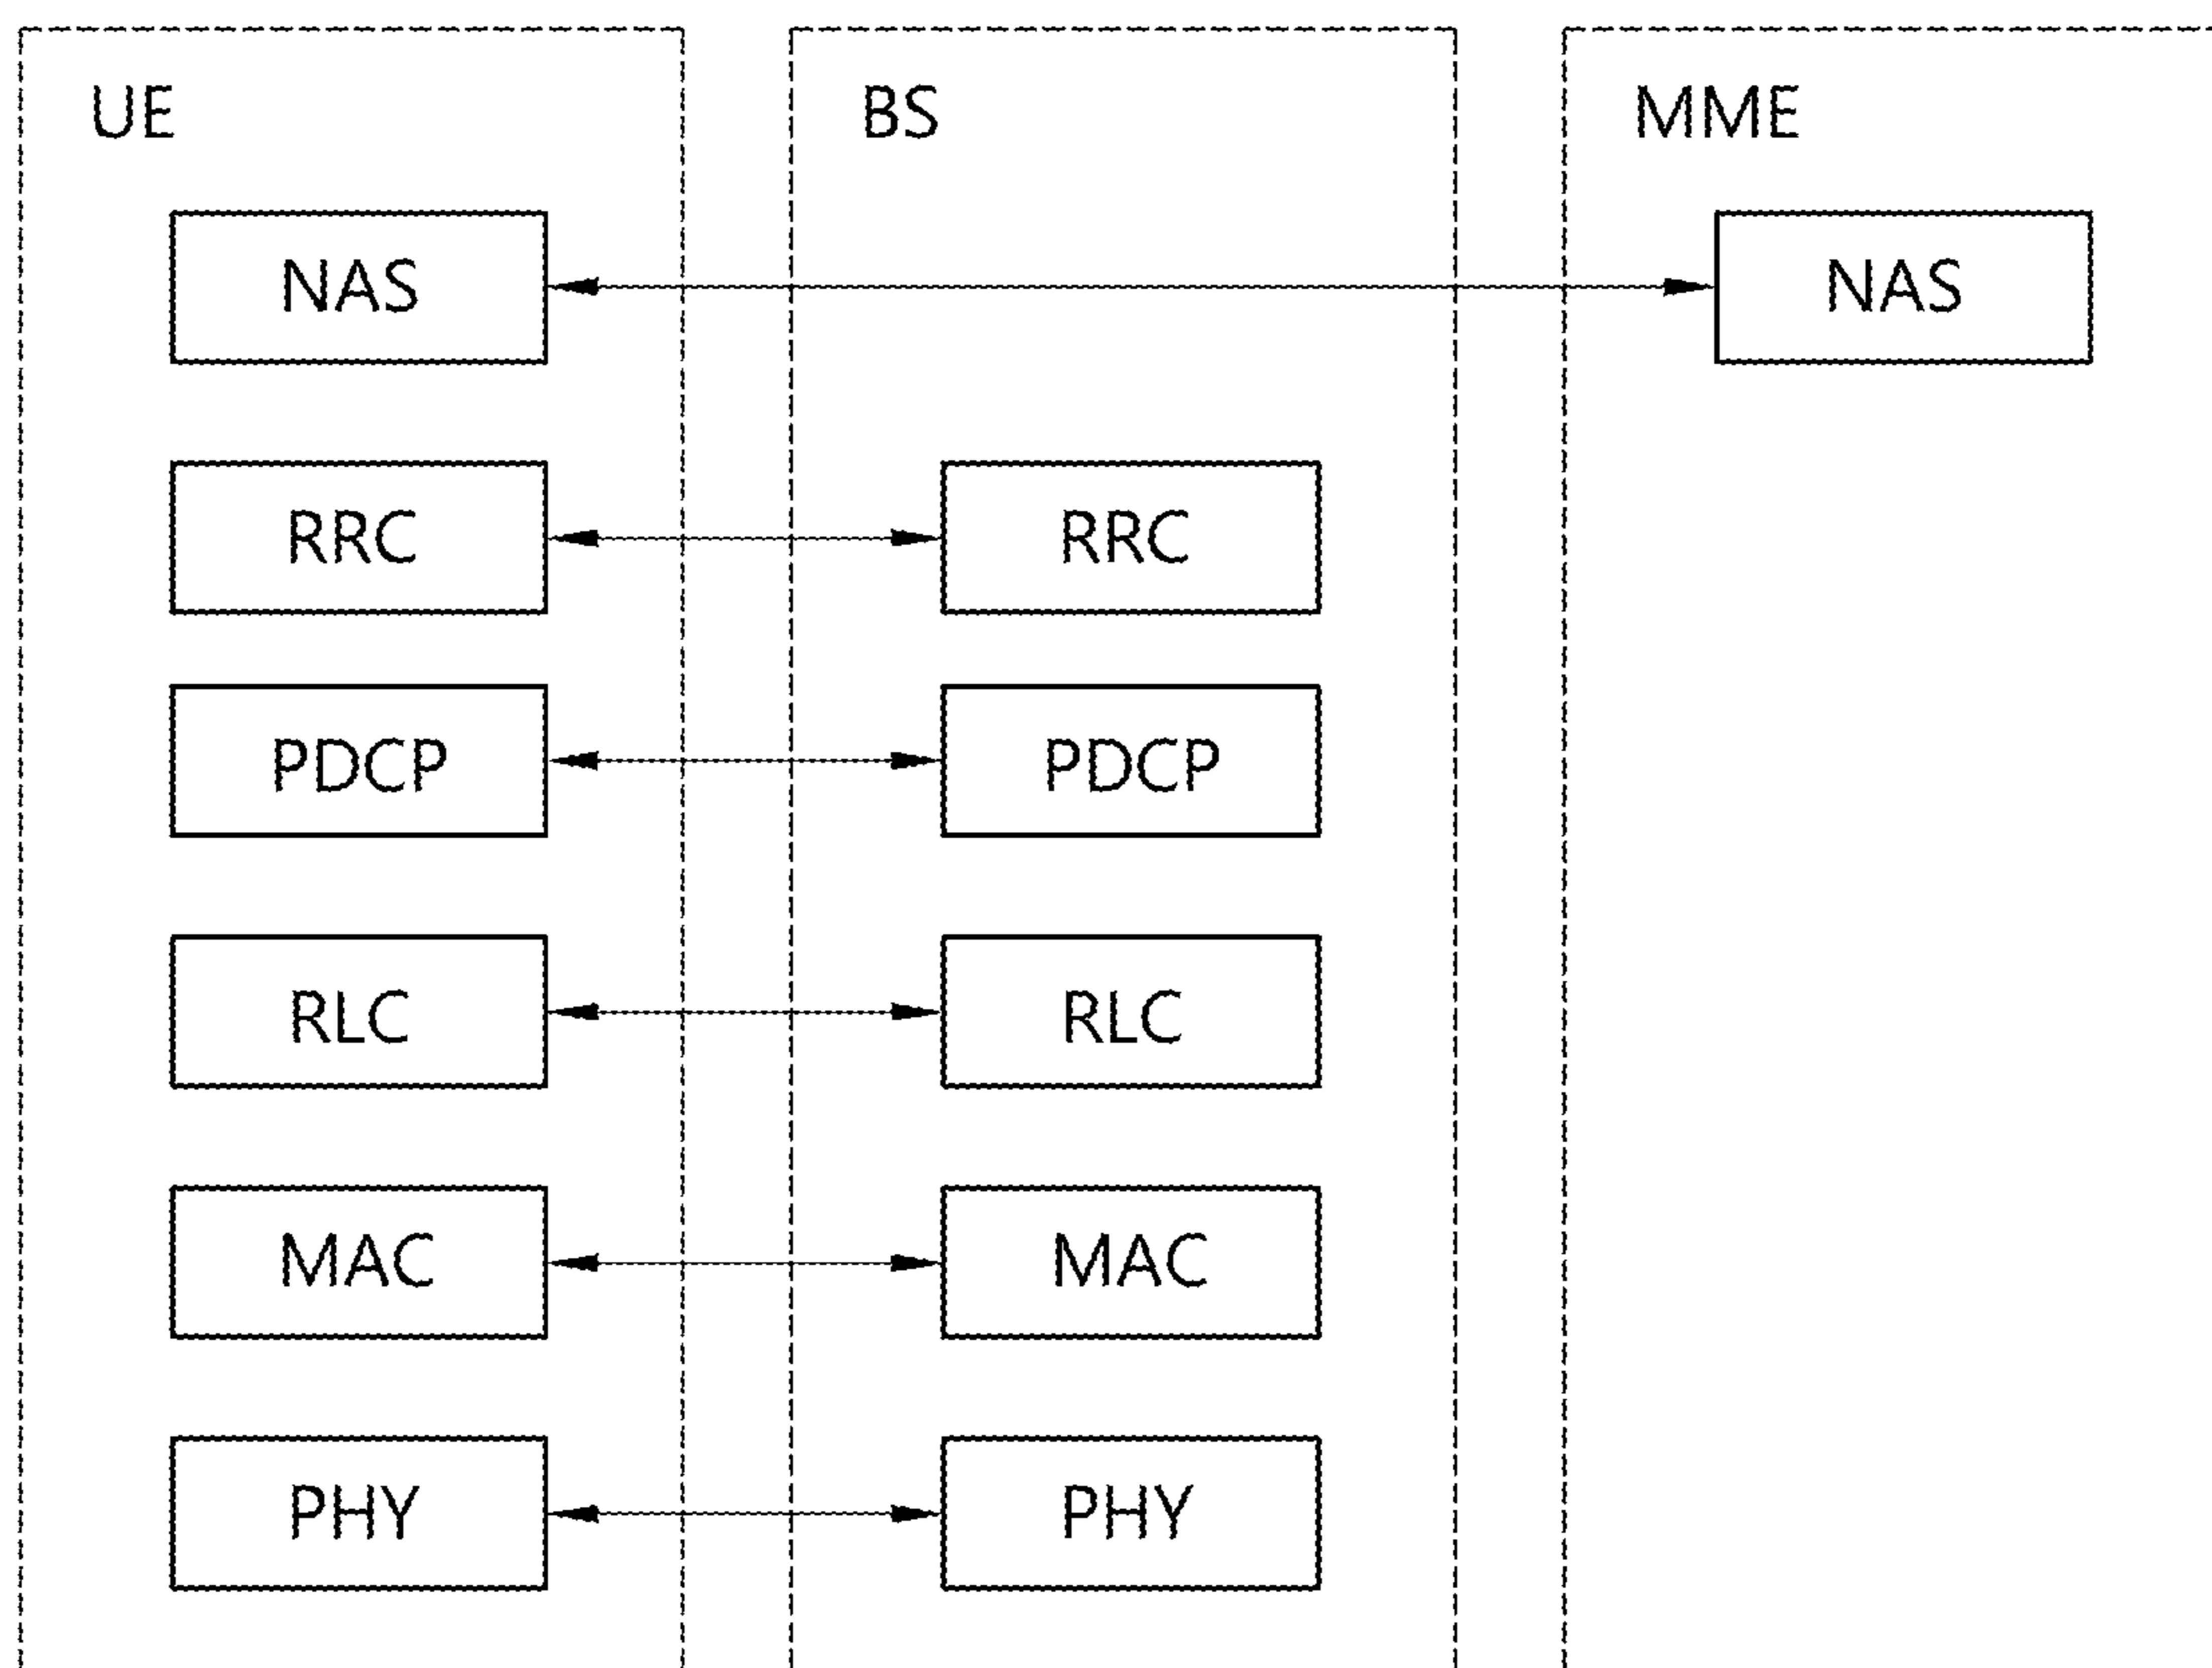 UE BS MME
NAS NAS
RRC RRC
PDCP PDCP
RLC RLC
MAC MAC
PHY PHY